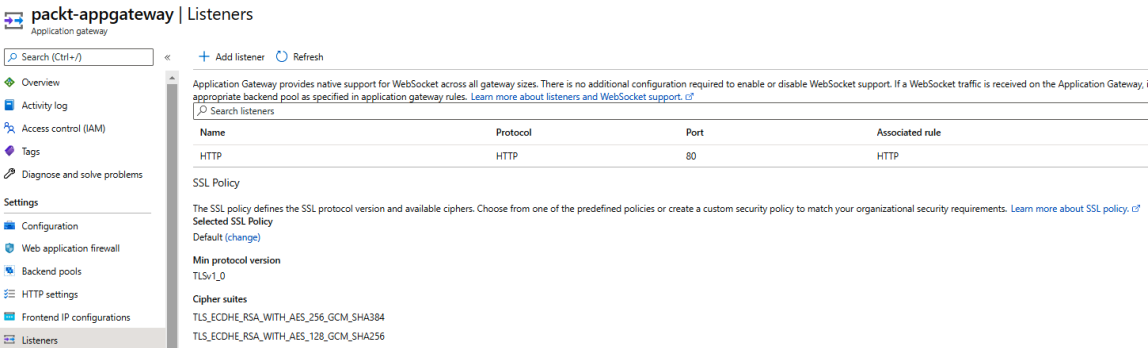 packt-appgateway | Listeners
Application gateway
Search (Ctrl+/)
«
Overview
Activity log
Access control (IAM)
Tags
Diagnose and solve problems
Settings
Configuration
Web application firewall
Backend pools
HTTP settings
Frontend IP configurations
Listeners
+ Add listener Refresh
Application Gateway provides native support for WebSocket across all gateway sizes. There is no additional configuration required to enable or disable WebSocket support. If a WebSocket traffic is received on the Application Gateway, i
appropriate backend pool as specified in application gateway rules. Learn more about listeners and WebSocket support.
Search listeners
Name Protocol Port Associated rule
HTTP HTTP 80 HTTP
SSL Policy
The SSL policy defines the SSL protocol version and available ciphers. Choose from one of the predefined policies or create a custom security policy to match your organizational security requirements. Learn more about SSL policy.
Selected SSL Policy
Default (change)
Min protocol version
TLSv1_0
Cipher suites
TLS_ECDHE_RSA_WITH_AES_256_GCM_SHA384
TLS_ECDHE_RSA_WITH_AES_128_GCM_SHA256